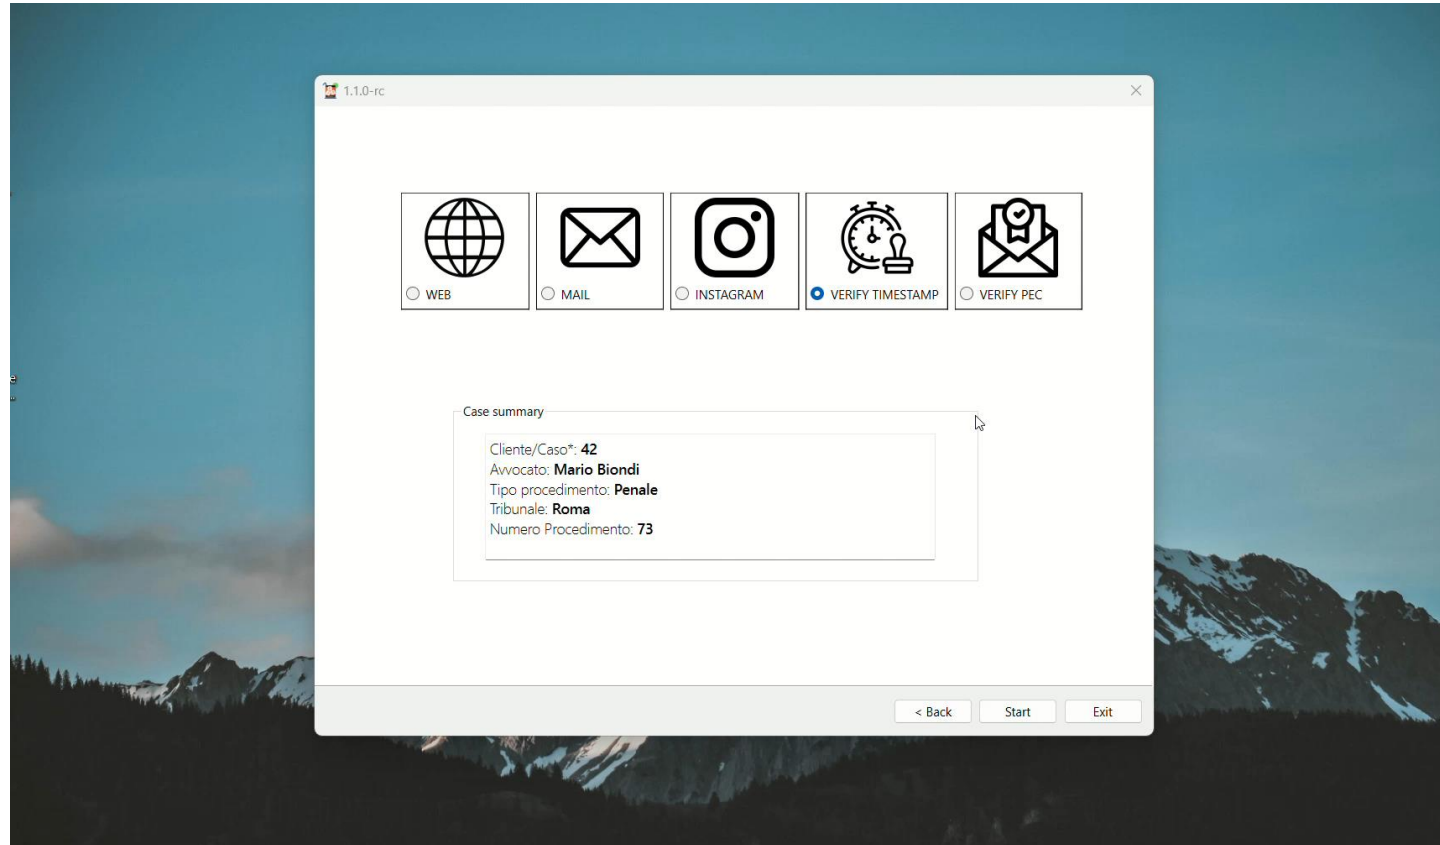 1.1.0-rc
WEB
MAIL
INSTAGRAM
VERIFY TIMESTAMP
VERIFY PEC
Case summary
Cliente/Caso*: 42
Avvocato: Mario Biondi
Tipo procedimento: Penale
Tribunale: Roma
Numero Procedimento: 73
< Back
Start
Exit